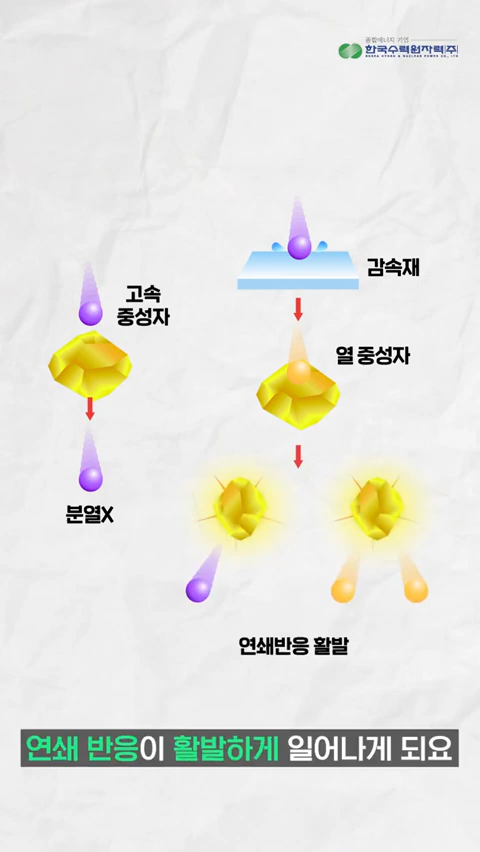 종합에너지 기업
한국수력원자력(주)
KOREA HYDRO & NUCLEAR POWER CO., LTD
감속재
고속
중성자
열 중성자
분열X
연쇄반응 활발
연쇄 반응이 활발하게 일어나게 되요